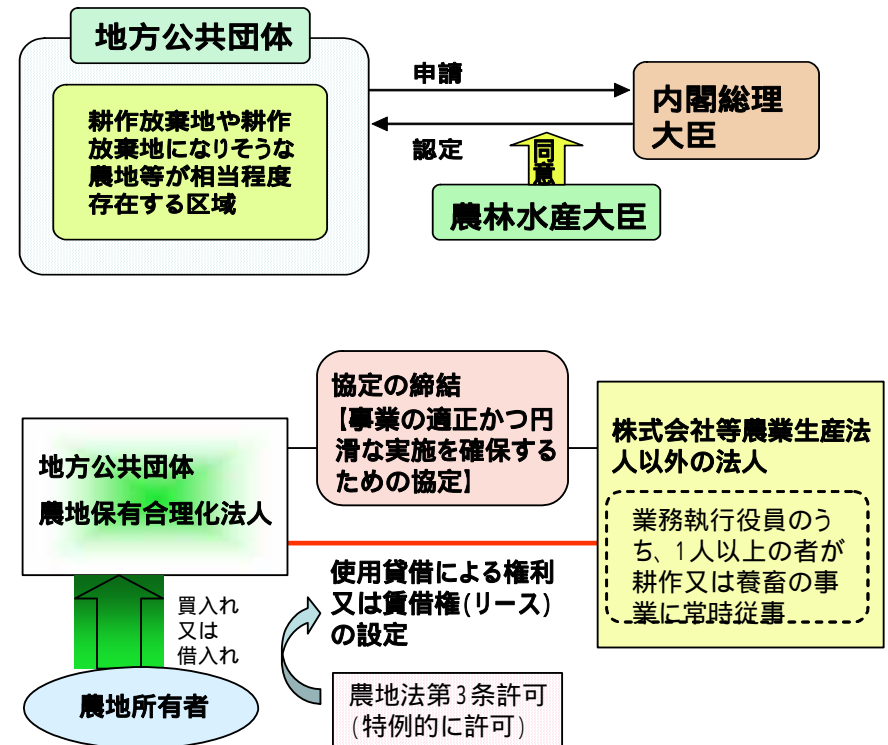 地方公共団体
耕作放棄地や耕作
放棄地になりそうな
農地等が相当程度
存在する区域
申請
認定
内閣総理
大臣
同
意
農林水産大臣
協定の締結
【事業の適正かつ円
滑な実施を確保する
ための協定】
地方公共団体
農地保有合理化法人
株式会社等農業生産法
人以外の法人
業務執行役員のう
ち、1人以上の者が
耕作又は養畜の事
業に常時従事
使用貸借による権利
又は賃借権(リース)
の設定
買入れ
又は
借入れ
農地所有者
農地法第3条許可
(特例的に許可)